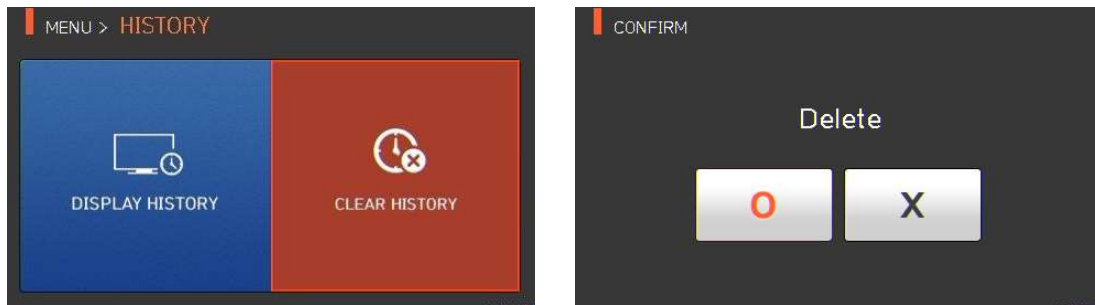 MENU > HISTORY
DISPLAY HISTORY
CLEAR HISTORY
CONFIRM
Delete
O
X